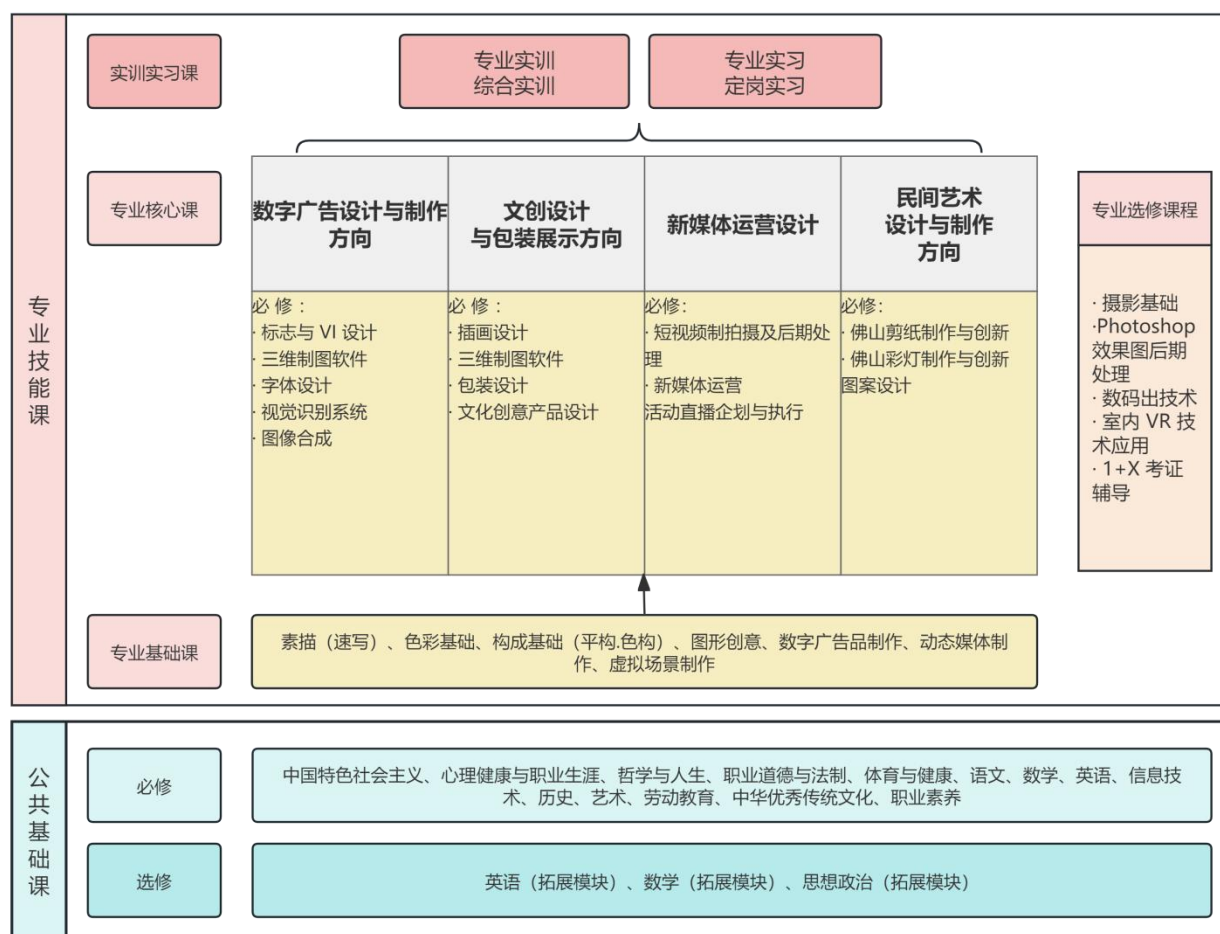 专业技能课
实训实习课
专业实训
综合实训
专业实习
定岗实习
专业核心课
数字广告设计与制作
方向
文创设计
与包装展示方向
新媒体运营设计
民间艺术
设计与制作
方向
必 修 :
· 标志与 VI 设计
· 三维制图软件
· 字体设计
· 视觉识别系统
· 图像合成
必 修 :
· 插画设计
· 三维制图软件
· 包装设计
· 文化创意产品设计
必修:
· 短视频制拍摄及后期处
理
· 新媒体运营
活动直播企划与执行
必修:
· 佛山剪纸制作与创新
· 佛山彩灯制作与创新
图案设计
专业选修课程
· 摄影基础
·Photoshop
效果图后期
处理
· 数码出技术
· 室内 VR 技
术应用
· 1+X 考证
辅导
专业基础课
素描（速写）、色彩基础、构成基础（平构.色构）、图形创意、数字广告品制作、动态媒体制
作、虚拟场景制作
公共基础课
必修
中国特色社会主义、心理健康与职业生涯、哲学与人生、职业道德与法制、体育与健康、语文、数学、英语、信息技
术、历史、艺术、劳动教育、中华优秀传统文化、职业素养
选修
英语（拓展模块）、数学（拓展模块）、思想政治（拓展模块）